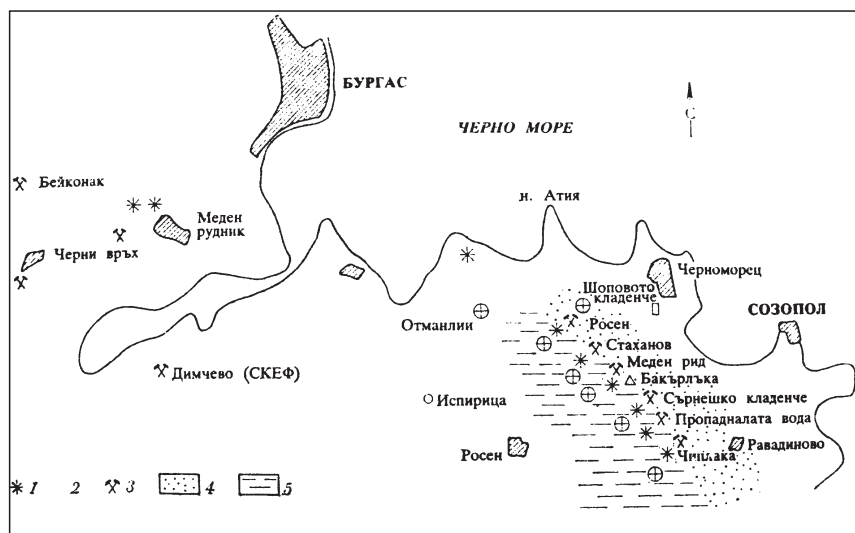 БУРГАС
ЧЕРНО МОРЕ
С
Бейконак
Меден
рудник
Черни връх
н. Атия
Черноморец
Шоповото
кладенче
СОЗОПОЛ
Отманлии
Росен
Стаханов
Меден рид
Бакърлъка
Димчево (СКЕФ)
Испирица
Сърнешко кладенче
Пропадналата вода
Росен
Чиплака
Равадиново
1 2 3 4 5